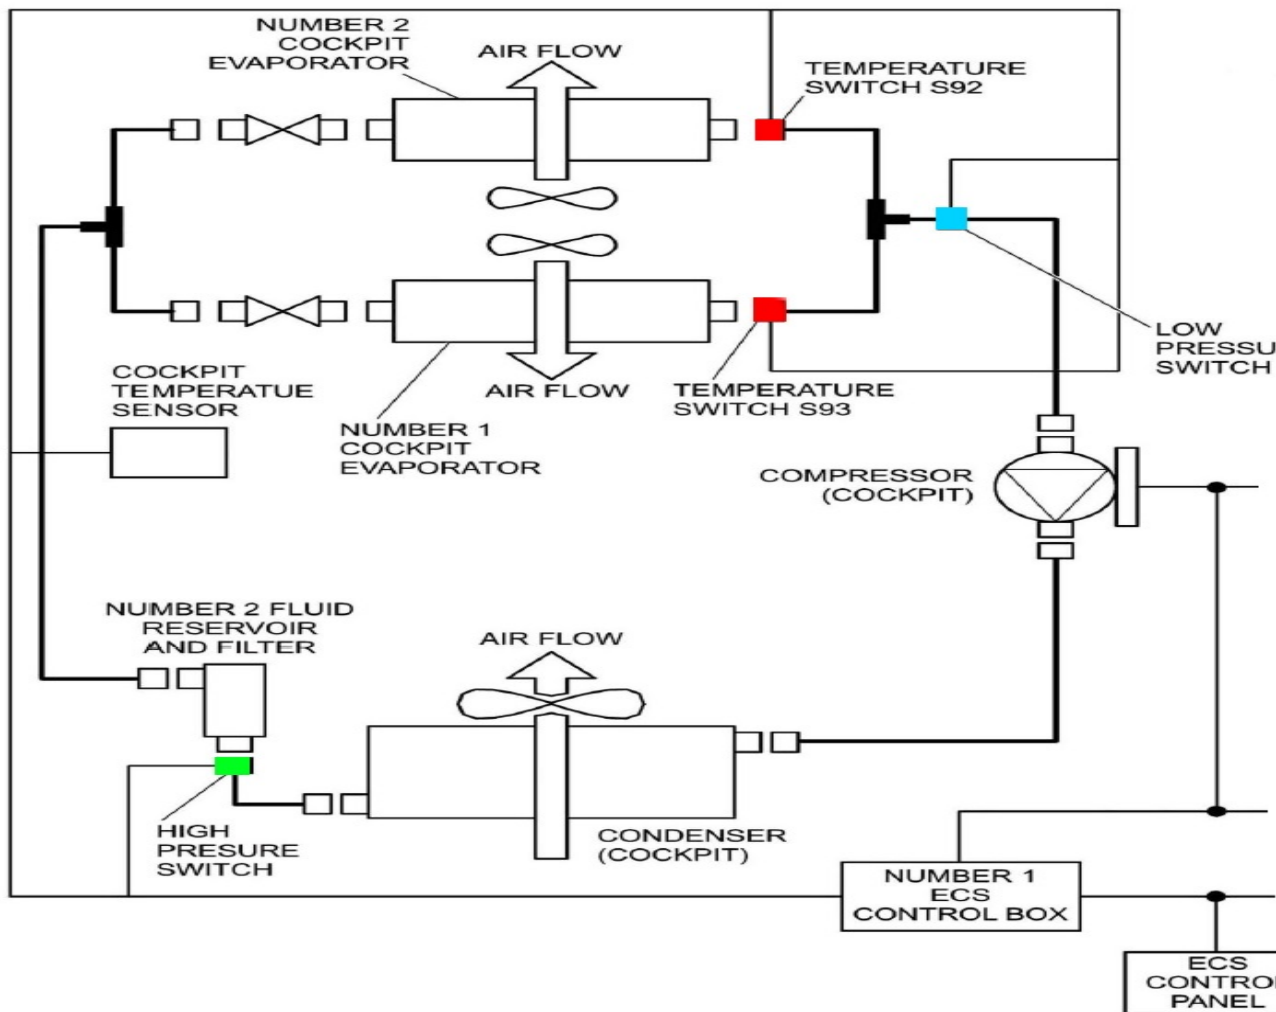 NUMBER 2
COCKPIT
EVAPORATOR
AIR FLOW
TEMPERATURE
SWITCH S92
LOW
PRESSU
SWITCH
COCKPIT
TEMPERATUE
SENSOR
AIR FLOW
TEMPERATURE
SWITCH S93
NUMBER 1
COCKPIT
EVAPORATOR
COMPRESSOR
(COCKPIT)
NUMBER 2 FLUID
RESERVOIR
AND FILTER
AIR FLOW
HIGH
PRESURE
SWITCH
CONDENSER
(COCKPIT)
NUMBER 1
ECS
CONTROL BOX
ECS
CONTROL
PANEL